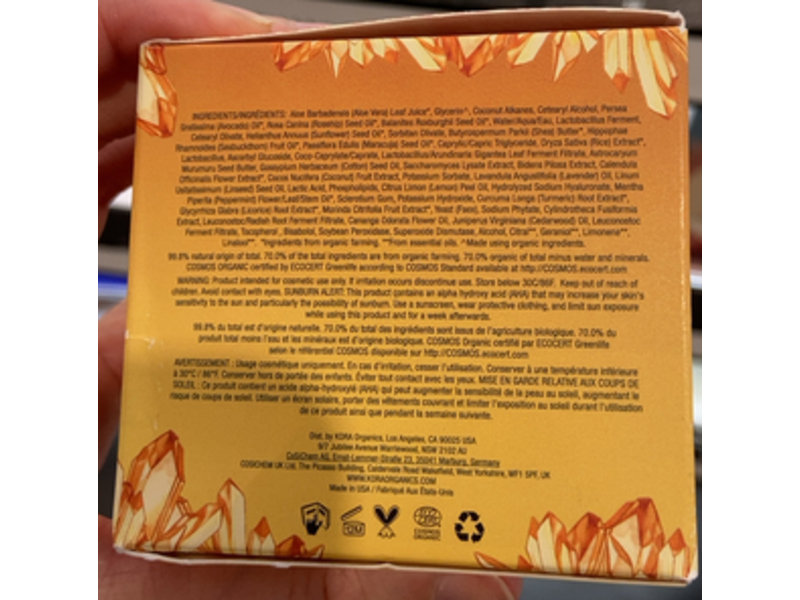 INGREDIENTS/INGRÉDIENTS: Aloe Barbadensis (Aloe Vera) Leaf Juice*, Glycerin^, Coconut Alkanes, Cetearyl Alcohol, Persea
Gratissima (Avocado) Oil*, Rosa Canina (Rosehip) Seed Oil*, Balanites Roxburghii Seed Oil*, Water/Aqua/Eau, Lactobacillus Ferment,
Cetearyl Olivate, Helianthus Annuus (Sunflower) Seed Oil*, Sorbitan Olivate, Butyrospermum Parkii (Shea) Butter*, Hippophae
Rhamnoides (Seabuckthorn) Fruit Oil*, Passiflora Edulis (Maracuja) Seed Oil*, Caprylic/Capric Triglyceride, Oryza Sativa (Rice) Extract*,
Lactobacillus, Ascorbyl Glucoside, Coco-Caprylate/Caprate, Lactobacillus/Arundinaria Gigantea Leaf Ferment Filtrate, Astrocaryum
Murumuru Seed Butter, Gossypium Herbaceum (Cotton) Seed Oil, Saccharomyces Lysate Extract, Bidens Pilosa Extract, Calendula
Officinalis Flower Extract*, Cocos Nucifera (Coconut) Fruit Extract, Potassium Sorbate, Lavandula Angustifolia (Lavender) Oil, Linum
Usitatissimum (Linseed) Seed Oil, Lactic Acid, Phospholipids, Citrus Limon (Lemon) Peel Oil, Hydrolyzed Sodium Hyaluronate, Mentha
Piperita (Peppermint) Flower/Leaf/Stem Oil*, Sclerotium Gum, Potassium Hydroxide, Curcuma Longa (Turmeric) Root Extract*,
Glycyrrhiza Glabra (Licorice) Root Extract*, Morinda Citrifolia Fruit Extract*, Yeast (Faex), Sodium Phytate, Cylindrotheca Fusiformis
Extract, Leuconostoc/Radish Root Ferment Filtrate, Cananga Odorata Flower Oil, Juniperus Virginiana (Cedarwood) Oil, Leuconostoc
Ferment Filtrate, Tocopherol, Bisabolol, Soybean Peroxidase, Superoxide Dismutase, Alcohol, Citral**, Geraniol**, Limonene**,
Linalool**. *Ingredients from organic farming. **From essential oils. ^Made using organic ingredients.
99.8% natural origin of total. 70.0% of the total ingredients are from organic farming. 70.0% organic of total minus water and minerals.
COSMOS ORGANIC certified by ECOCERT Greenlife according to COSMOS Standard available at http://COSMOS.ecocert.com
WARNING: Product intended for cosmetic use only. If irritation occurs discontinue use. Store below 30C/86F. Keep out of reach of
children. Avoid contact with eyes. SUNBURN ALERT: This product contains an alpha hydroxy acid (AHA) that may increase your skin's
sensitivity to the sun and particularly the possibility of sunburn. Use a sunscreen, wear protective clothing, and limit sun exposure
while using this product and for a week afterwards.
99.8% du total est d'origine naturelle. 70.0% du total des ingrédients sont issus de l'agriculture biologique. 70.0% du
produit total moins l'eau et les minéraux est d'origine biologique. COSMOS Organic certifié par ECOCERT Greenlife
selon le référentiel COSMOS disponible sur http://COSMOS.ecocert.com
AVERTISSEMENT : Usage cosmétique uniquement. En cas d'irritation, cesser l'utilisation. Conserver à une température inférieure
à 30°C / 86°F Conserver hors de portée des enfants. Éviter tout contact avec les yeux. MISE EN GARDE RELATIVE AUX COUPS DE
SOLEIL : Ce produit contient un acide alpha-hydroxylé (AHA) qui peut augmenter la sensibilité de la peau au soleil, augmentant le
risque de coups de soleil. Utiliser un écran solaire, porter des vêtements couvrant et limiter l'exposition au soleil durant l'utilisation
de ce produit ainsi que pendant la semaine suivante.
Dist. by KORA Organics, Los Angeles, CA 90025 USA
9/7 Jubilee Avenue Warriewood, NSW 2102 AU
CoSiChem AG, Ernst-Lemmer-Straße 23, 35041 Marburg, Germany
COSICHEM UK Ltd, The Picasso Building, Caldervale Road Wakefield, West Yorkshire, WF1 5PF, UK
WWW.KORAORGANICS.COM
Made in USA / Fabriqué Aux États-Unis
12M
ECO
CERT
COSMOS
ORGANIC